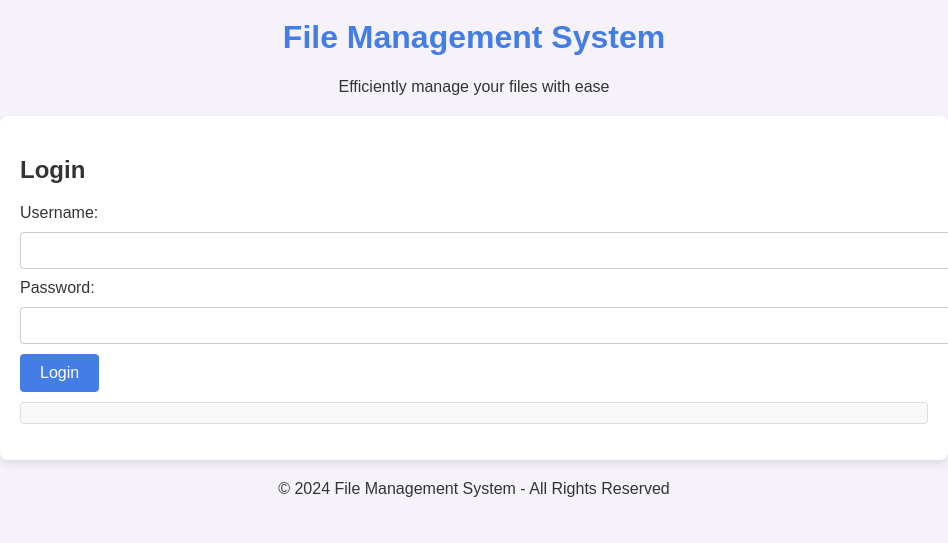 File Management System
Efficiently manage your files with ease
Login
Username:
Password:
Login
© 2024 File Management System - All Rights Reserved